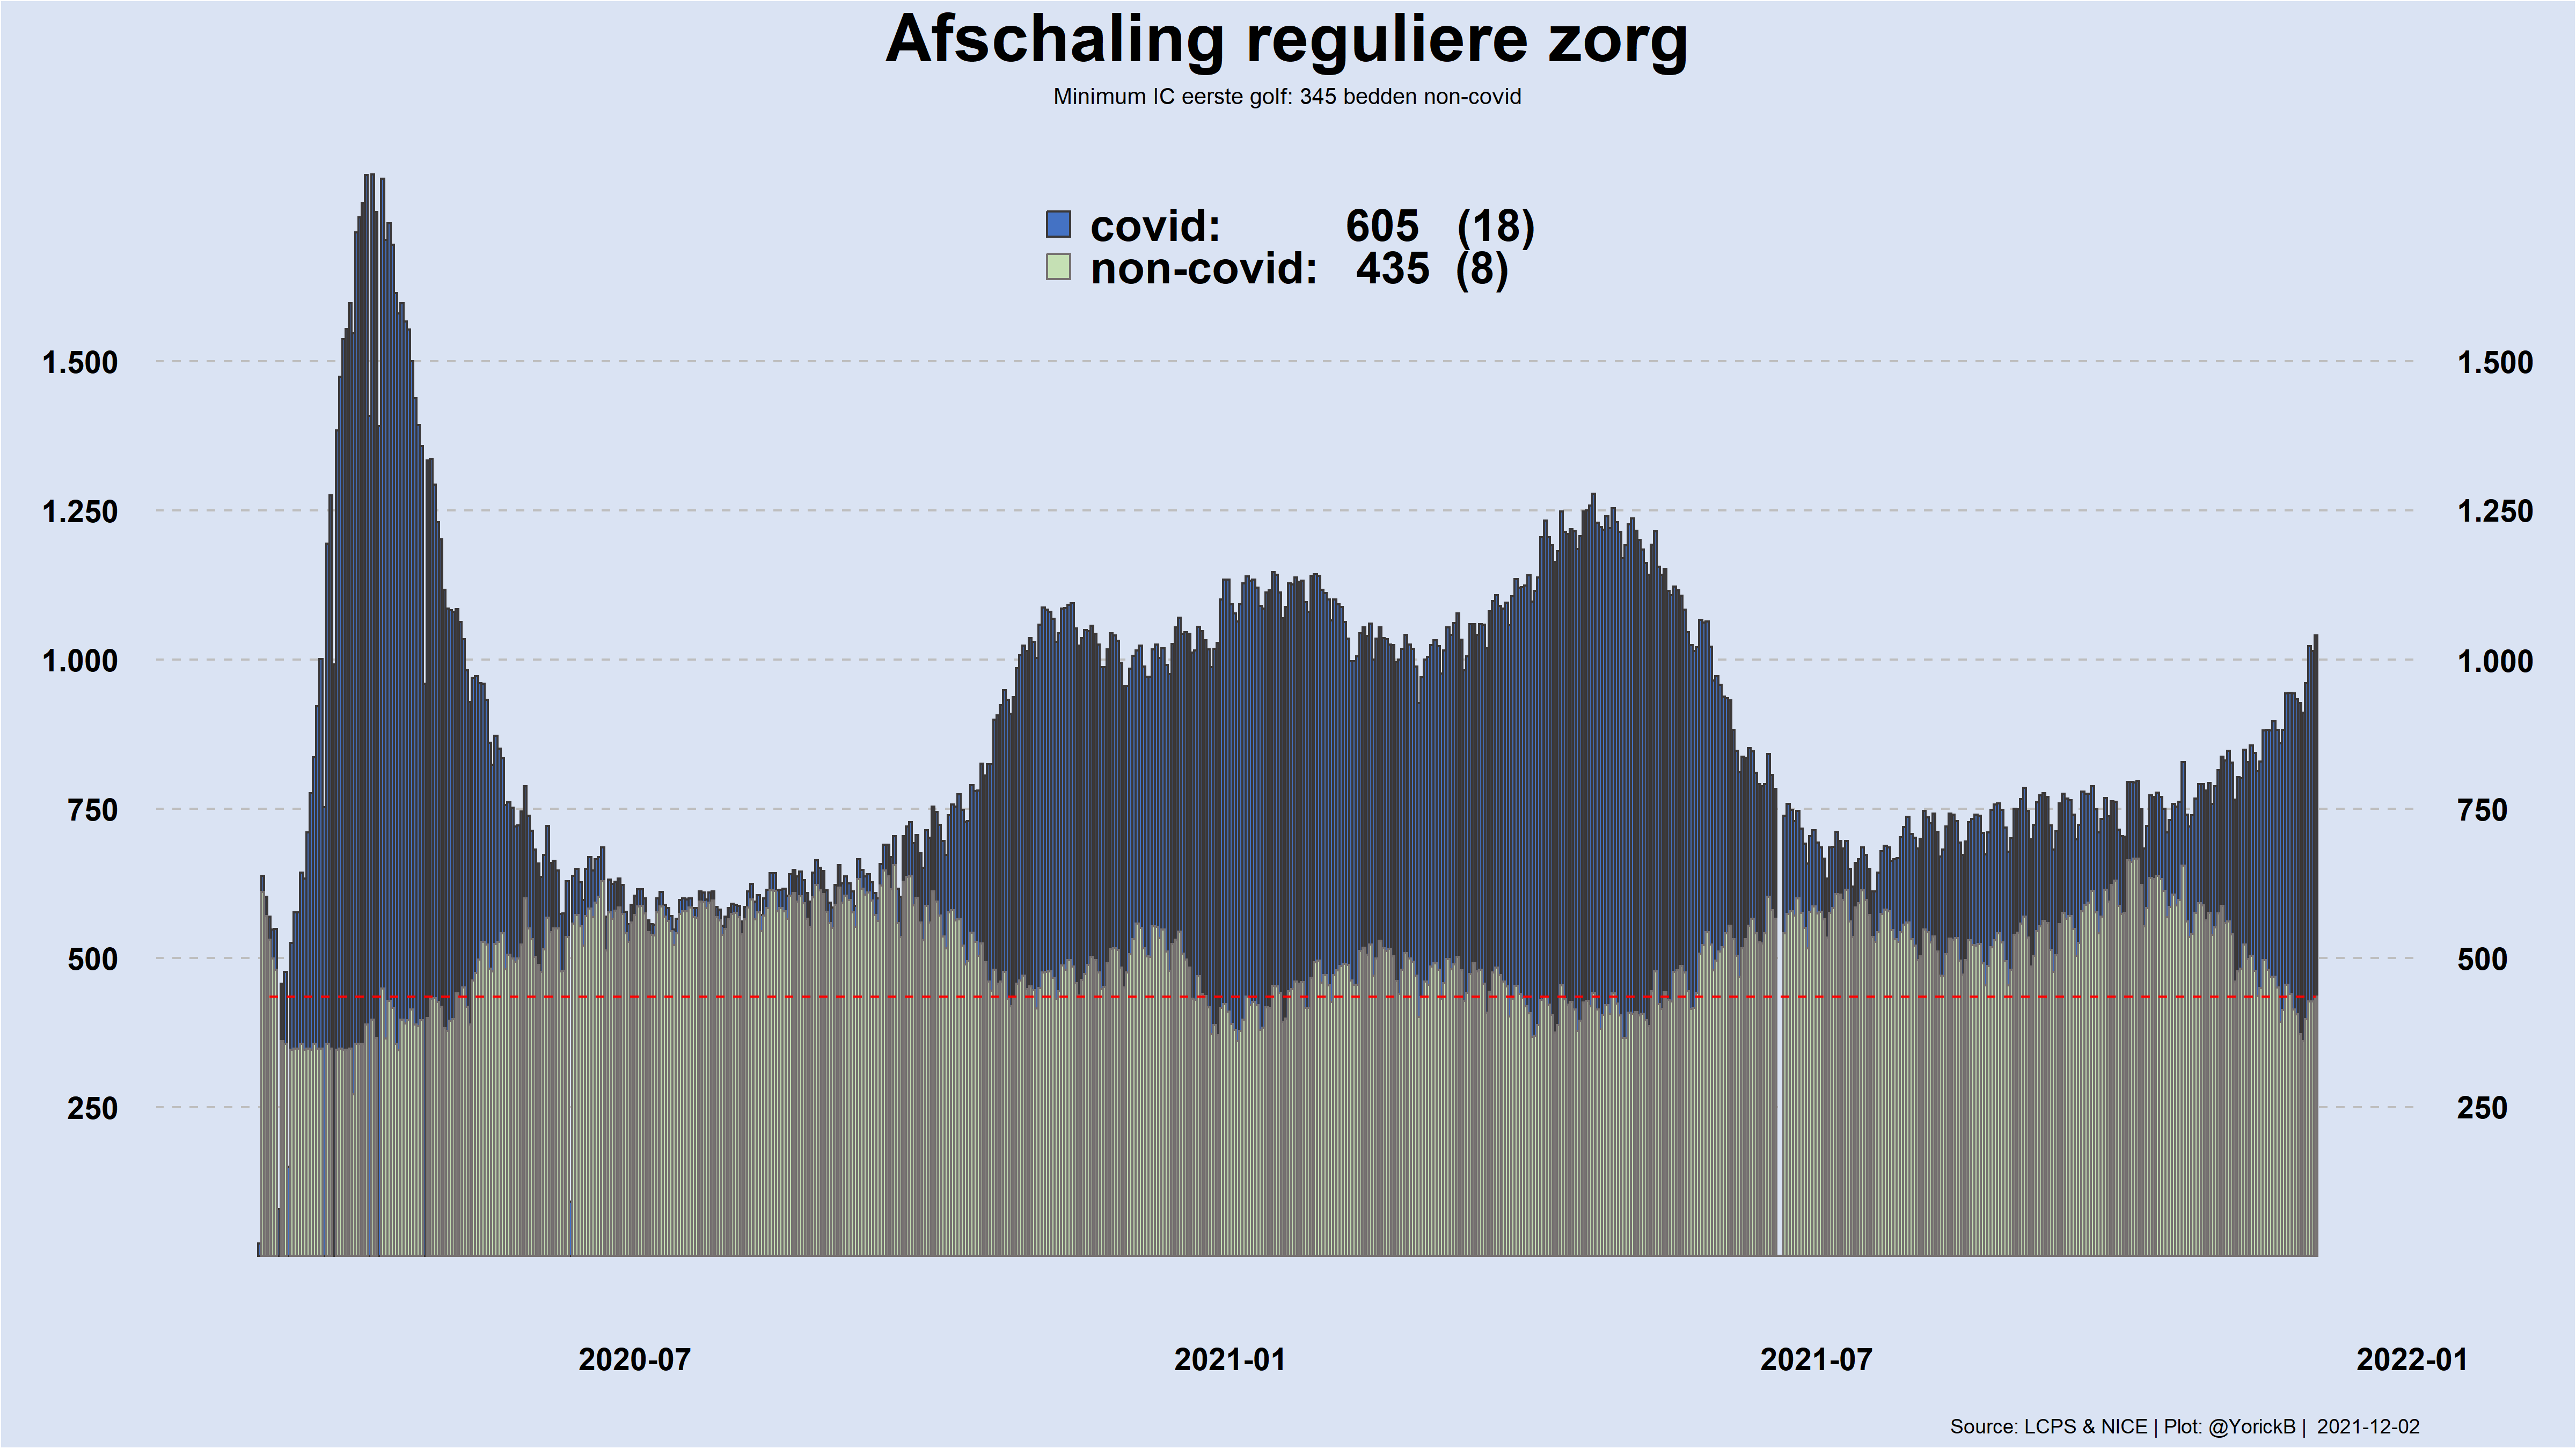 Afschaling reguliere zorg
Minimum IC eerste golf: 345 bedden non-covid
covid: 605 (18)
non-covid: 435 (8)
1.500 1.500
1.250 1.250
1.000 1.000
750 750
500 500
250 250
2020-07 2021-01 2021-07 2022-01
Source: LCPS & NICE | Plot: @YorickB | 2021-12-02